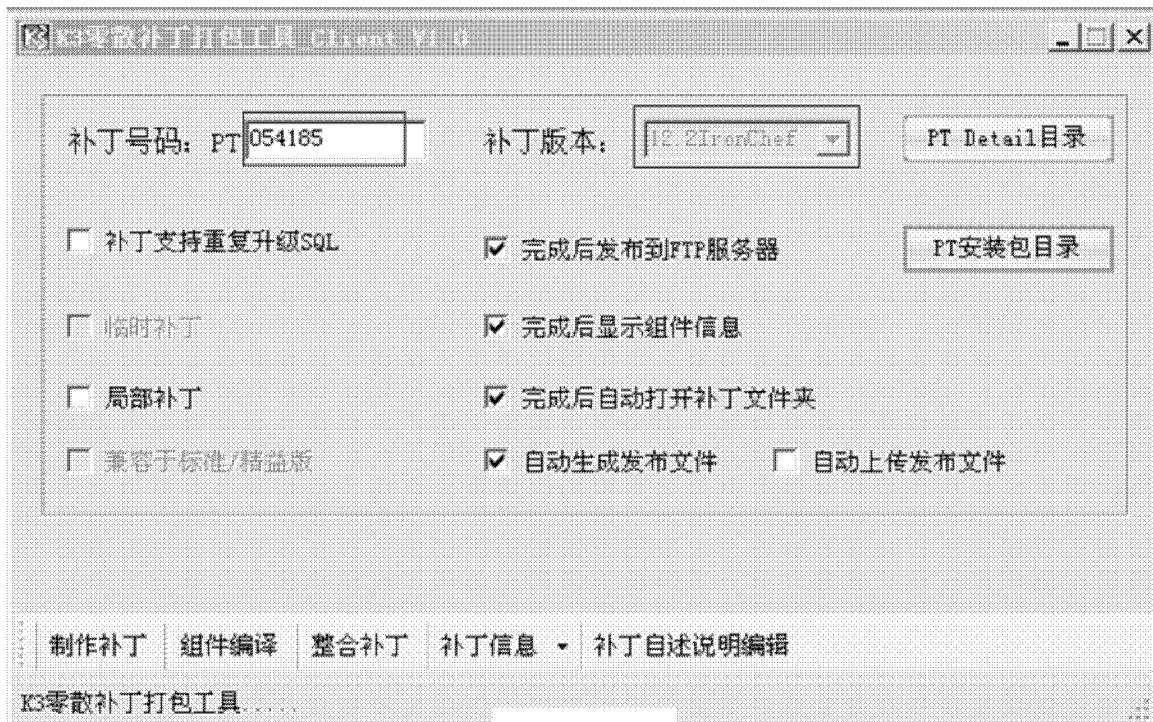 K3零散补丁打包工具_Client V1.0
补丁号码：PT 054185 补丁版本： 12.2IronChef PT Detail目录
补丁支持重复升级SQL 完成后发布到FTP服务器 PT安装包目录
临时补丁 完成后显示组件信息
局部补丁 完成后自动打开补丁文件夹
兼容于标准/精益版 自动生成发布文件 自动上传发布文件
制作补丁 组件编译 整合补丁 补丁信息 补丁自述说明编辑
K3零散补丁打包工具.....